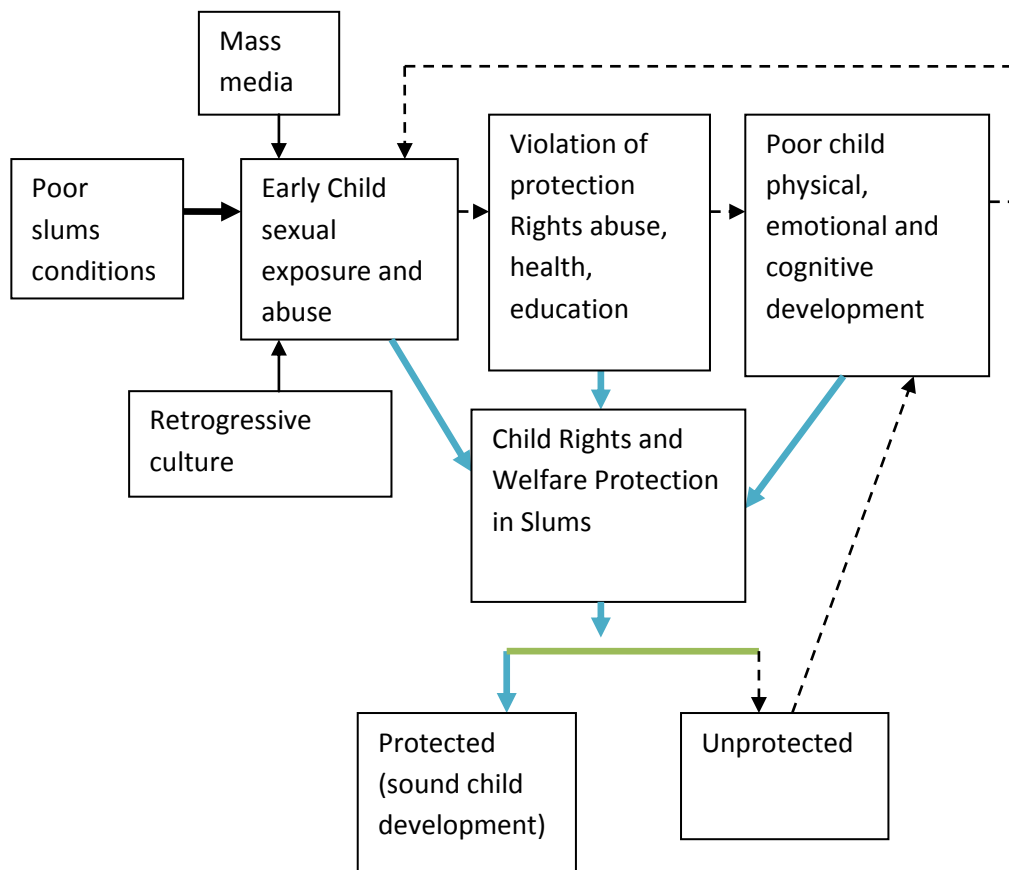 Mass
media
Poor
slums
conditions
Early Child
sexual
exposure and
abuse
Violation of
protection
Rights abuse,
health,
education
Poor child
physical,
emotional and
cognitive
development
Retrogressive
culture
Child Rights and
Welfare Protection
in Slums
Protected
(sound child
development)
Unprotected